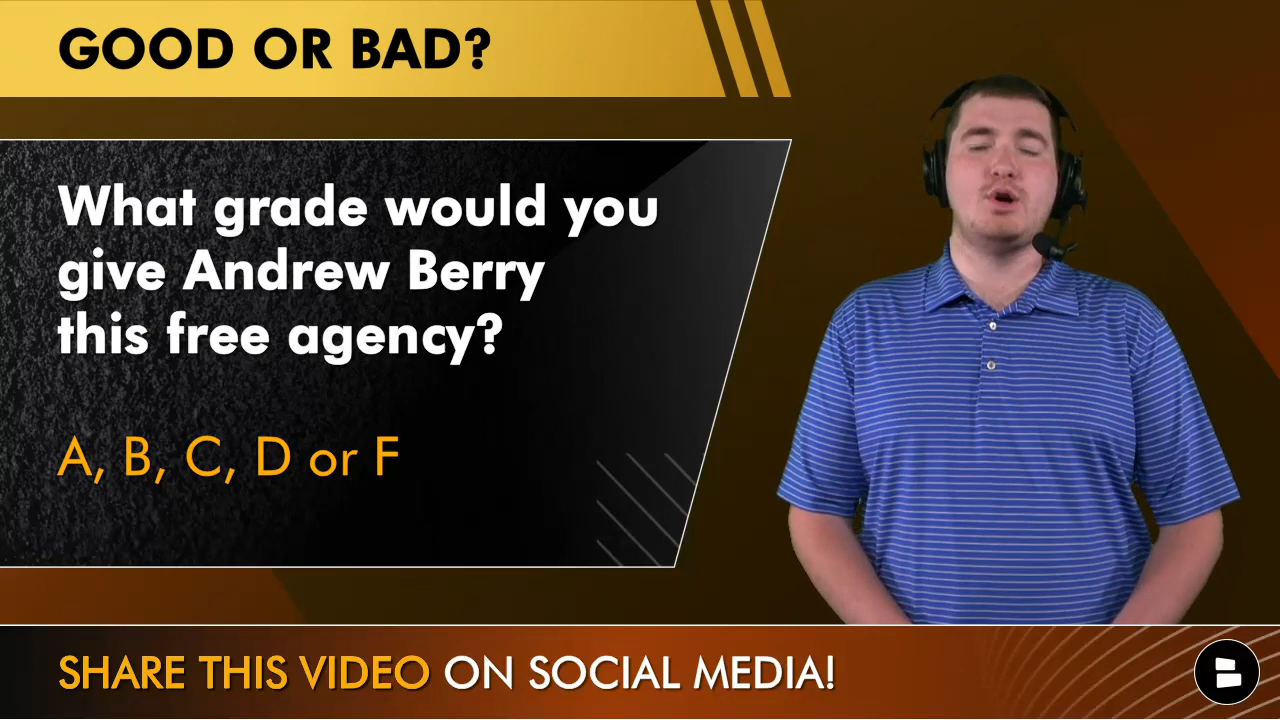 GOOD OR BAD?
What grade would you
give Andrew Berry
this free agency?
A, B, C, D or F
SHARE THIS VIDEO ON SOCIAL MEDIA!